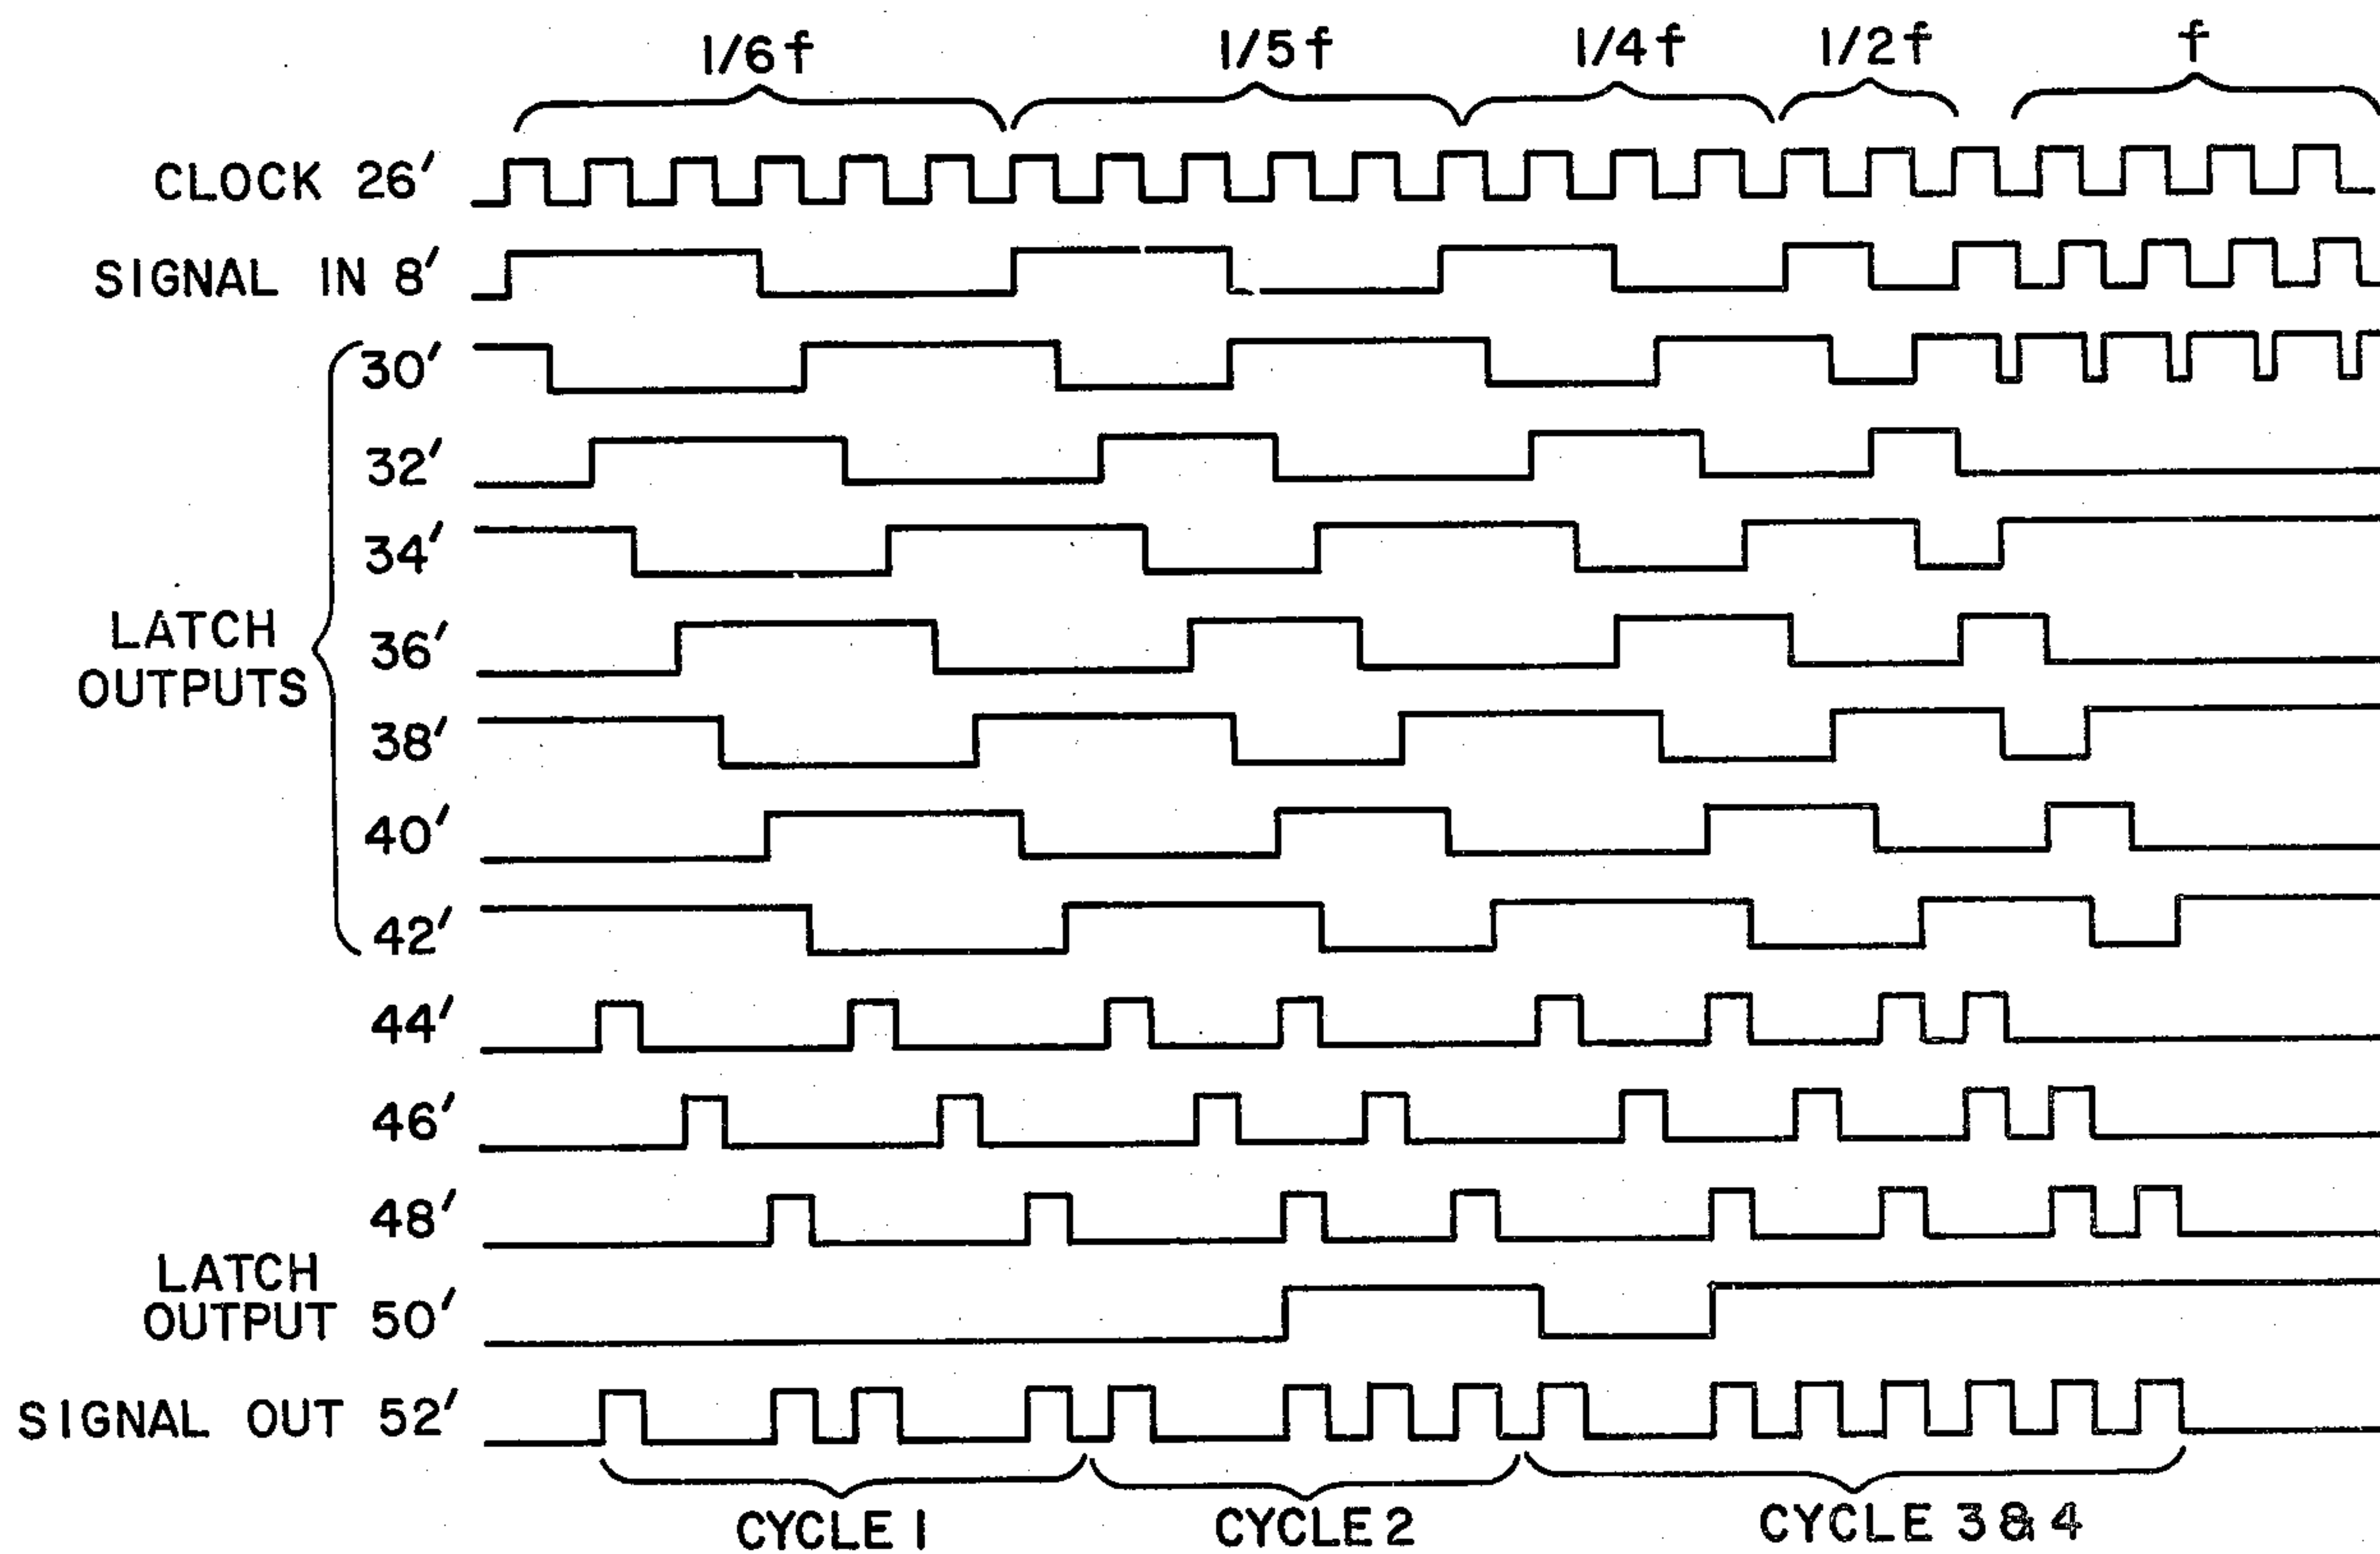 1/6f 1/5f 1/4f 1/2f f
CLOCK 26′
SIGNAL IN 8′
30′
32′
34′
LATCH
OUTPUTS
36′
38′
40′
42′
44′
46′
48′
LATCH
OUTPUT 50′
SIGNAL OUT 52′
CYCLE 1 CYCLE 2 CYCLE 3 & 4